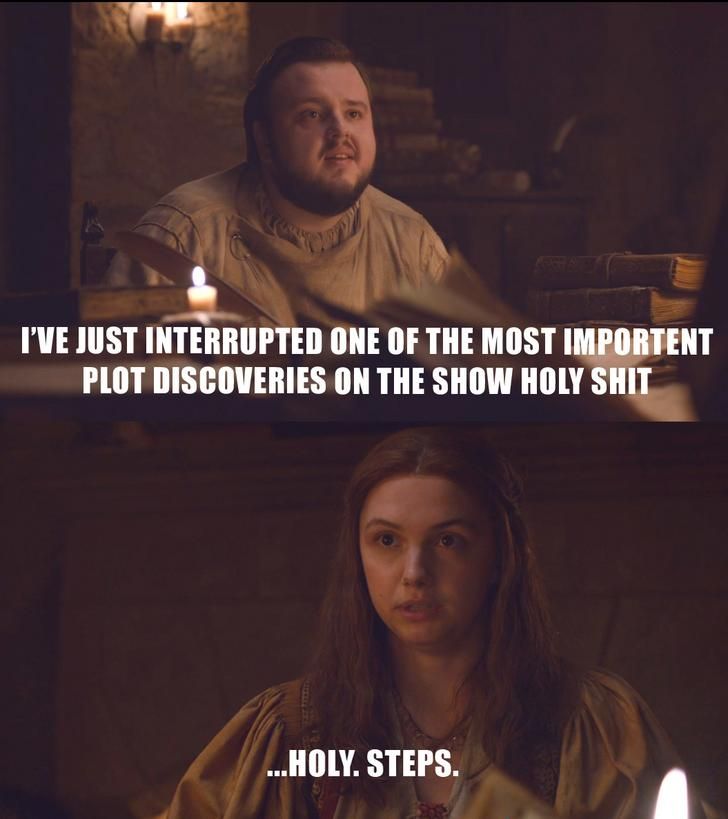 I'VE JUST INTERRUPTED ONE OF THE MOST IMPORTENT
PLOT DISCOVERIES ON THE SHOW HOLY SHIT
...HOLY. STEPS.